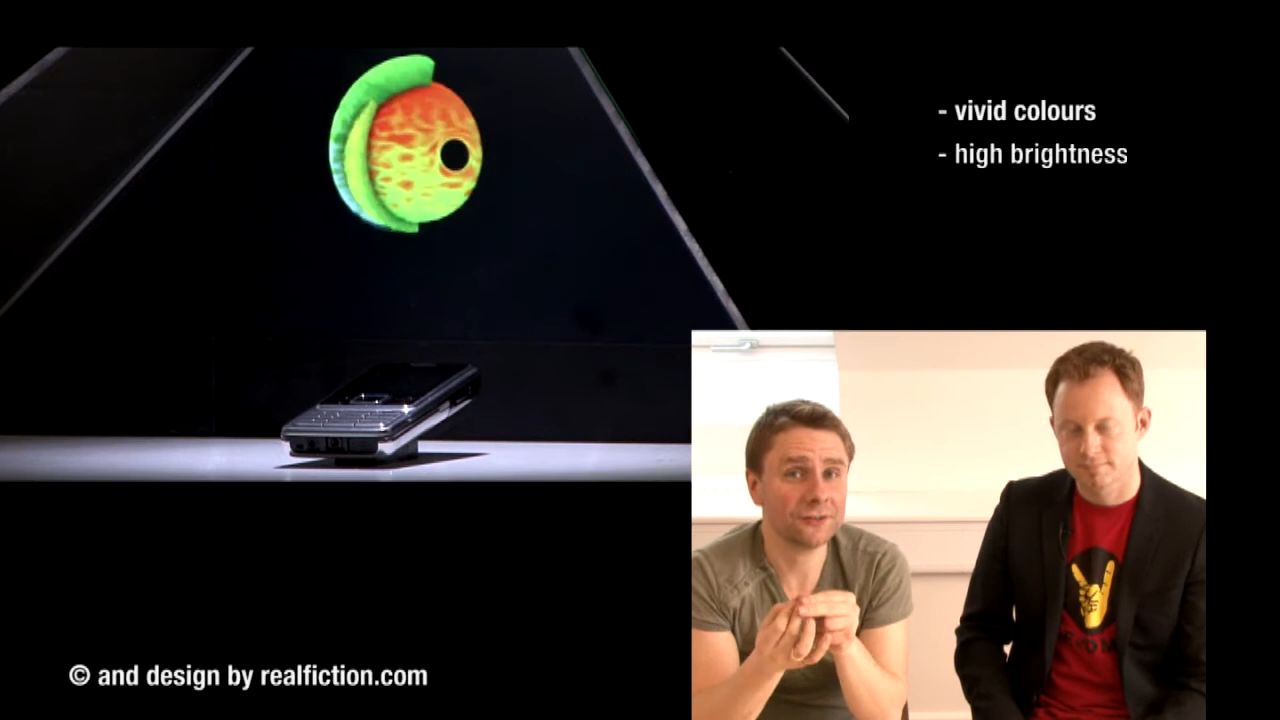 - vivid colours
- high brightness
© and design by realfiction.com